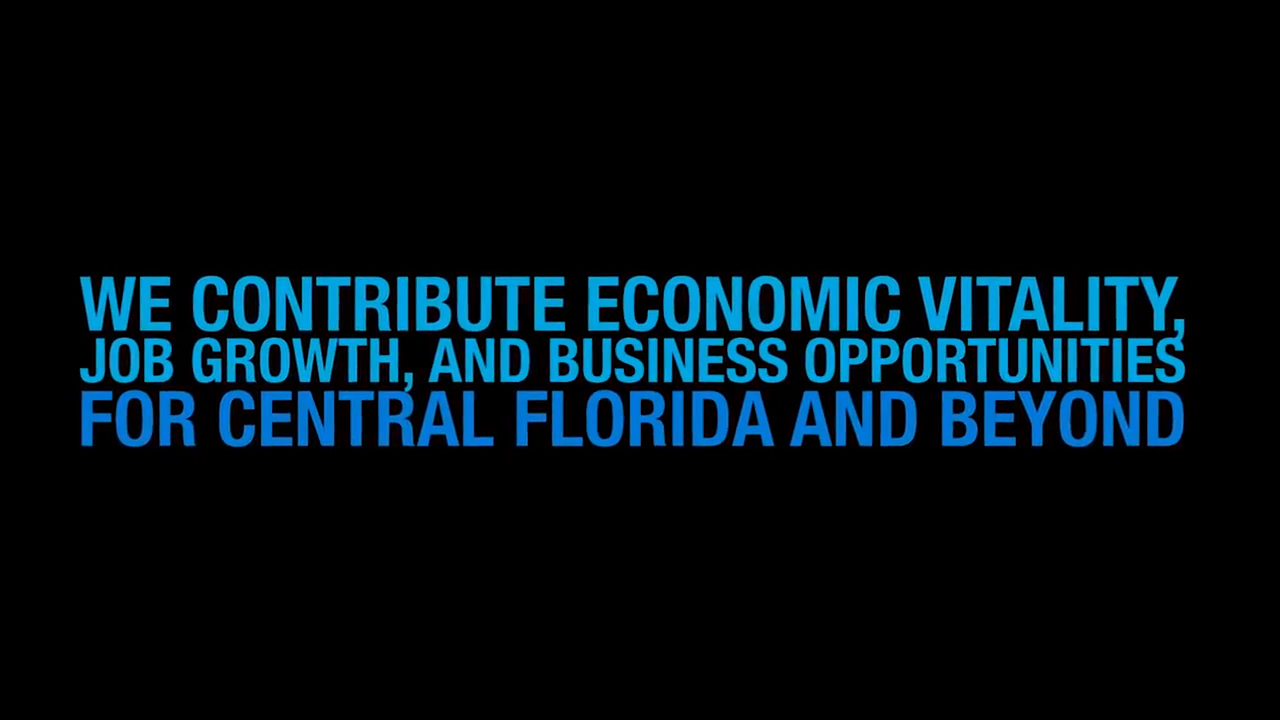 WE CONTRIBUTE ECONOMIC VITALITY,
JOB GROWTH, AND BUSINESS OPPORTUNITIES
FOR CENTRAL FLORIDA AND BEYOND